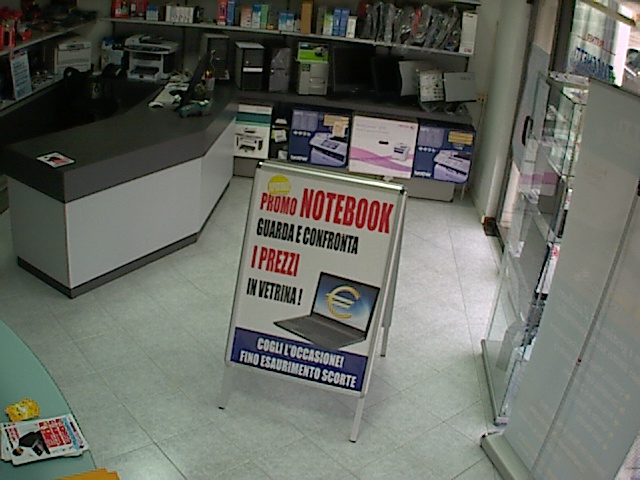 PROMO NOTEBOOK
GUARDA E CONFRONTA
I PREZZI
IN VETRINA !
COGLI L'OCCASIONE!
FINO ESAURIMENTO SCORTE